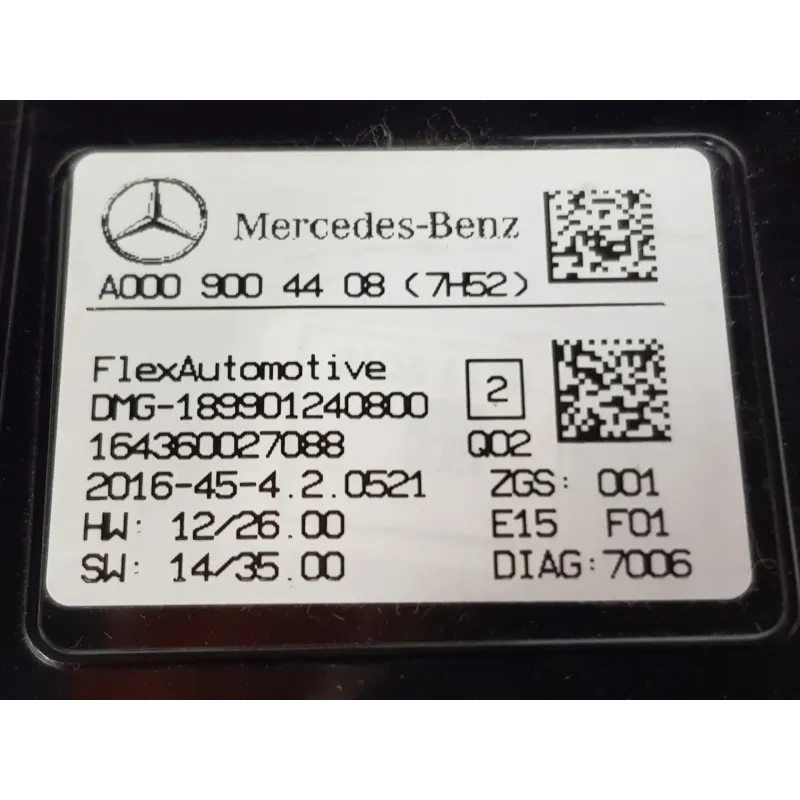 Mercedes-Benz
A000 900 44 08 (7H52)
FlexAutomotive
DMG-189901240800
2
164360027088
Q02
2016-45-4.2.0521
ZGS: 001
HW: 12/26.00
E15 F01
SW: 14/35.00
DIAG:7006